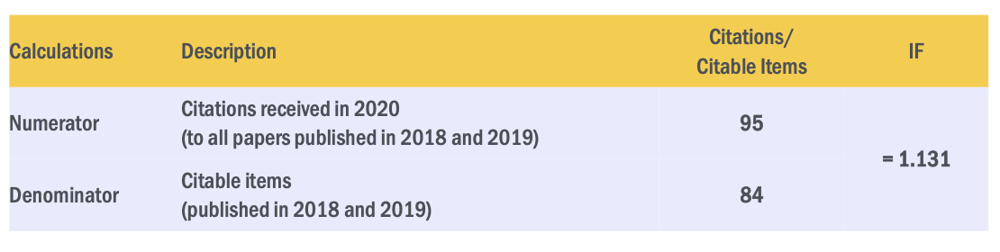 Calculations Description Citations/ Citable Items IF
Numerator Citations received in 2020 95
(to all papers published in 2018 and 2019)
= 1.131
Denominator Citable items 84
(published in 2018 and 2019)